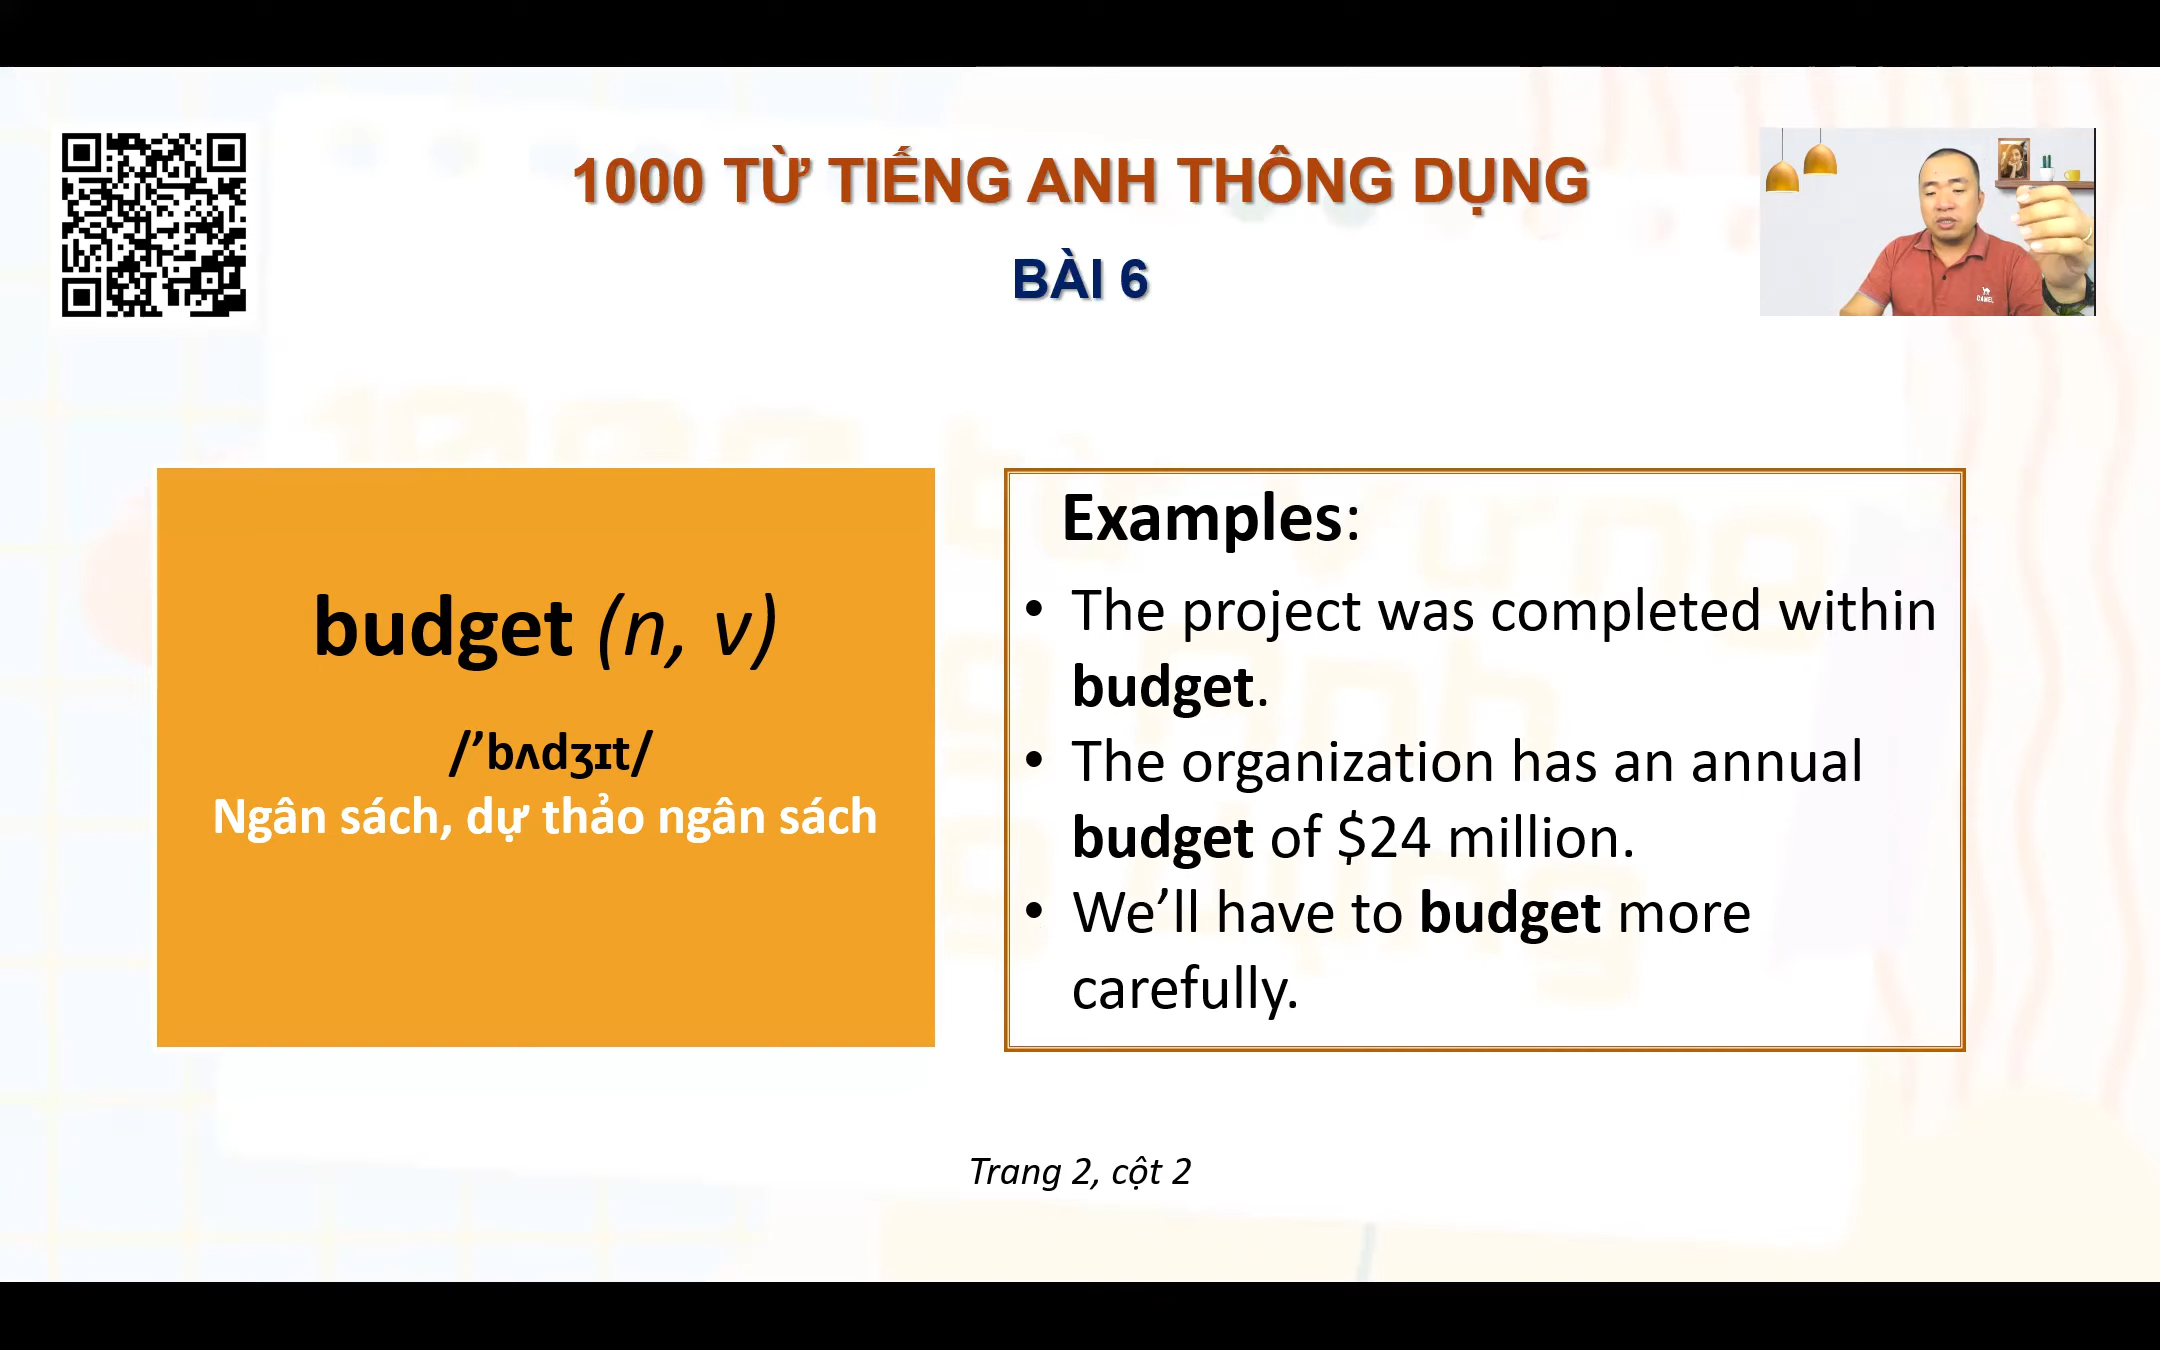 1000 TỪ TIẾNG ANH THÔNG DỤNG
BÀI 6
CAMEL
budget (n, v)
/’bʌdʒɪt/
Ngân sách, dự thảo ngân sách
Examples:
• The project was completed within
budget.
• The organization has an annual
budget of $24 million.
• We’ll have to budget more
carefully.
Trang 2, cột 2